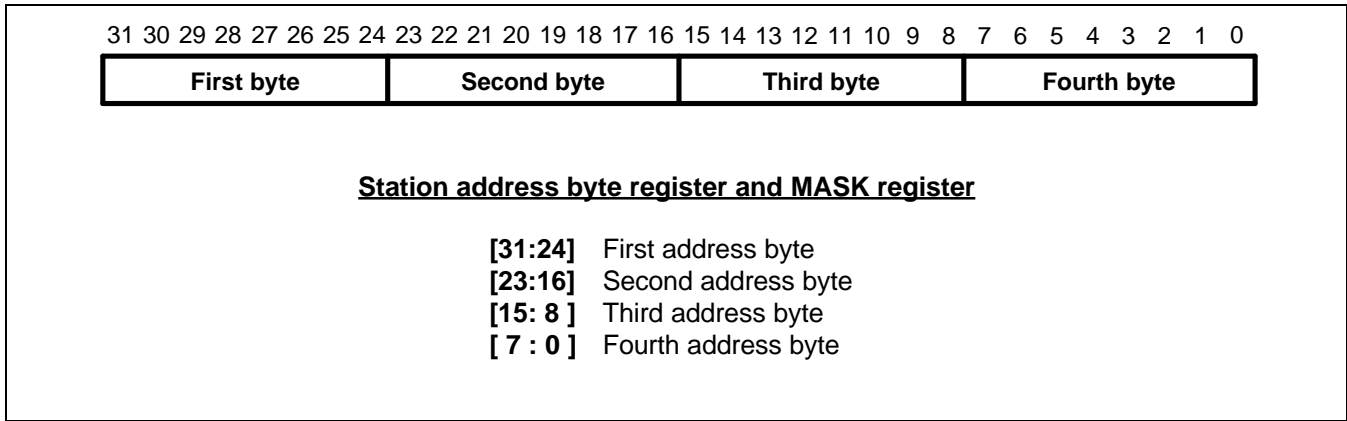 31 30 29 28 27 26 25 24 23 22 21 20 19 18 17 16 15 14 13 12 11 10 9 8 7 6 5 4 3 2 1 0
First byte Second byte Third byte Fourth byte
Station address byte register and MASK register
[31:24] First address byte
[23:16] Second address byte
[15: 8 ] Third address byte
[ 7 : 0 ] Fourth address byte